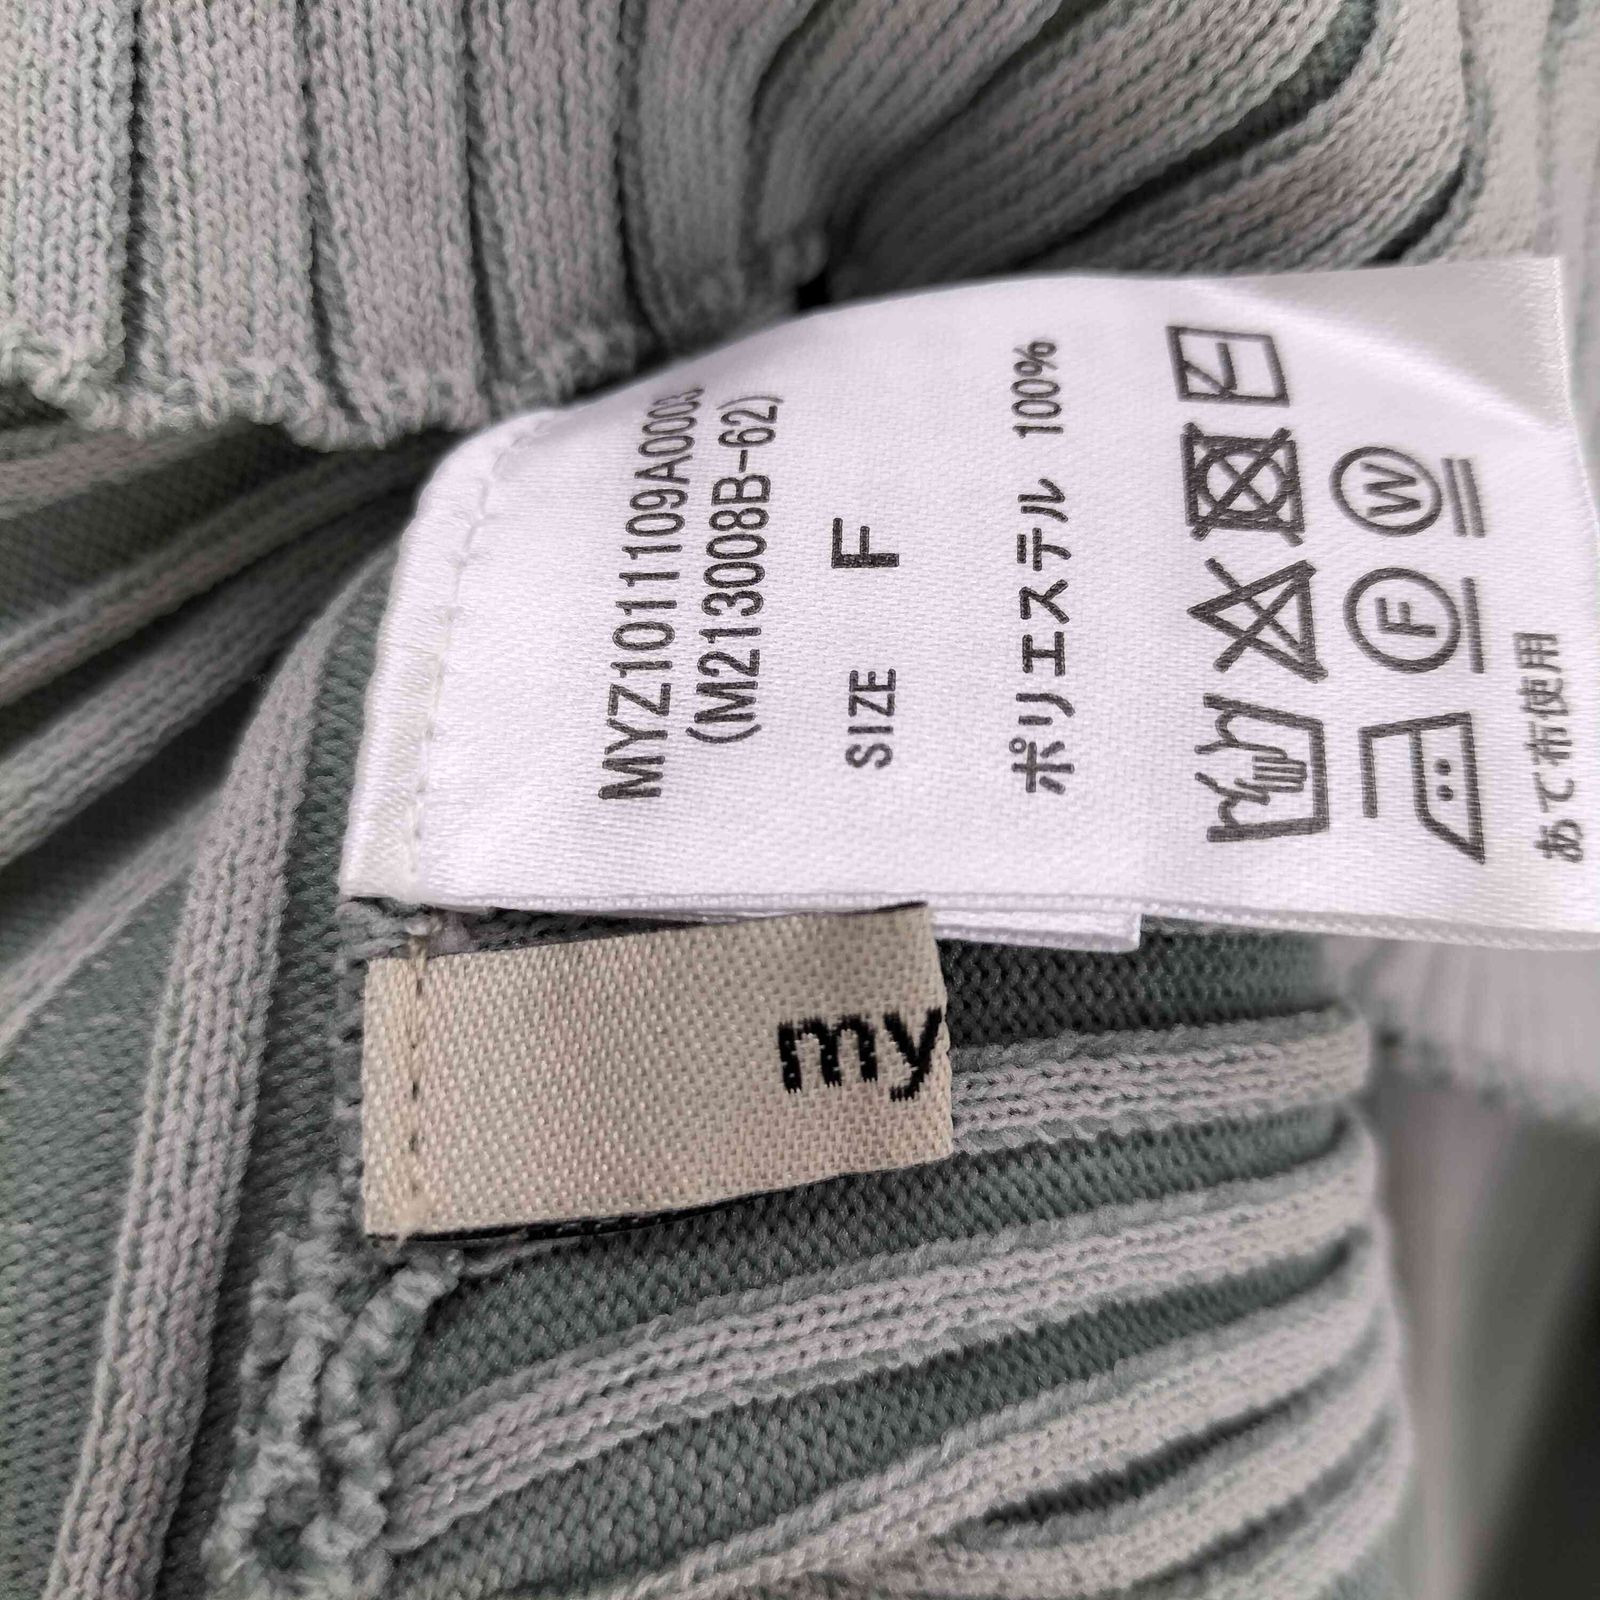 MYZ1011109A0003
(M213008B-62)
SIZE F
ポリエステル 100%
W
F
あて布使用
my